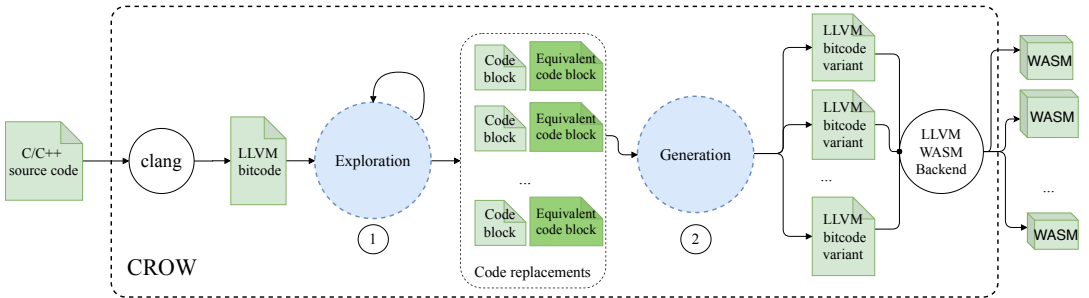 C/C++
source code
clang
LLVM
bitcode
Exploration
1
Code
block
Equivalent
code block
Code
block
Equivalent
code block
...
Code
block
Equivalent
code block
Code replacements
Generation
2
LLVM
bitcode
variant
LLVM
bitcode
variant
...
LLVM
bitcode
variant
LLVM
WASM
Backend
WASM
WASM
...
WASM
CROW